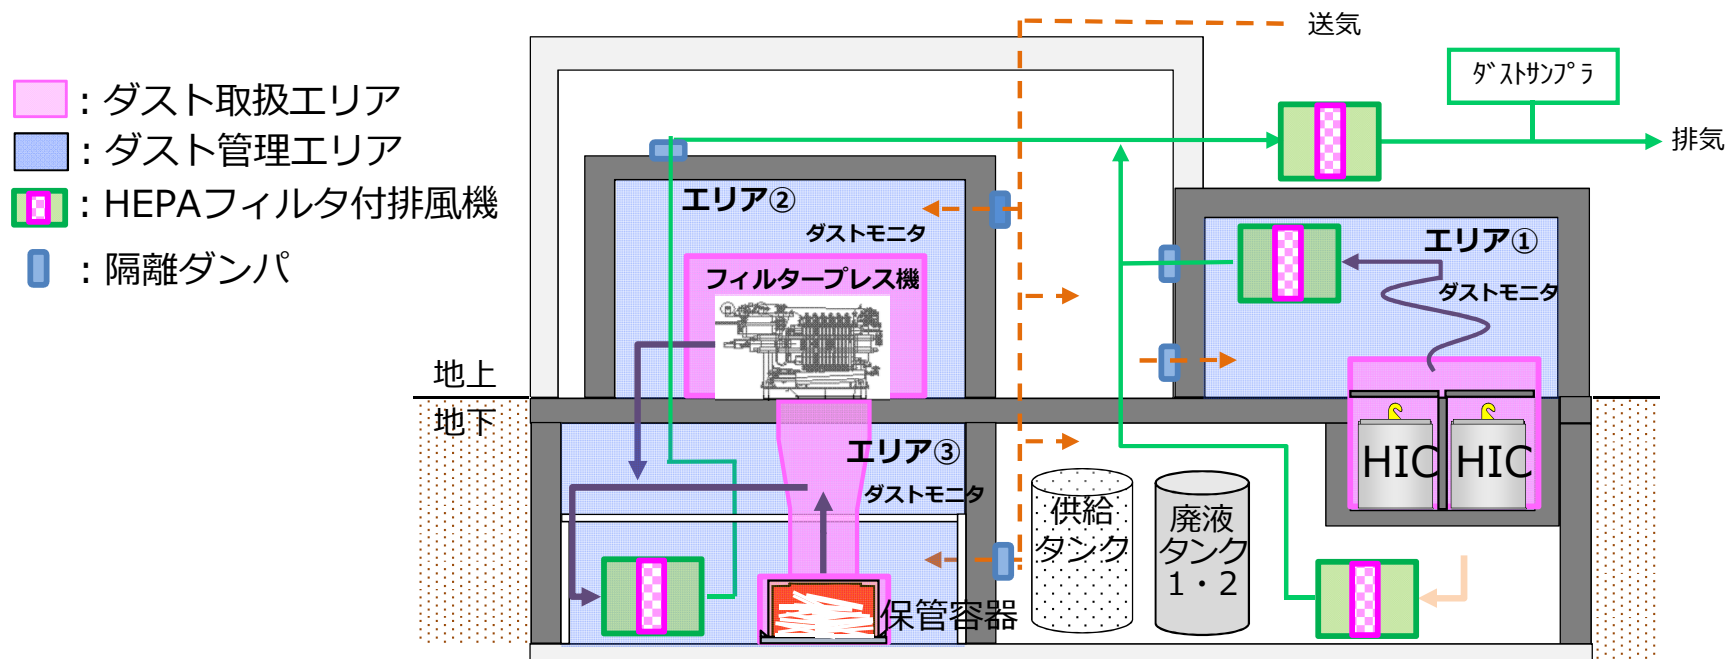 送気
ダストサンプラ
排気
：ダスト取扱エリア
：ダスト管理エリア
：HEPAフィルタ付排風機
：隔離ダンパ
エリア②
ダストモニタ
フィルタープレス機
エリア①
ダストモニタ
地上
地下
エリア③
ダストモニタ
HIC
HIC
供給
タンク
廃液
タンク
1・2
保管容器